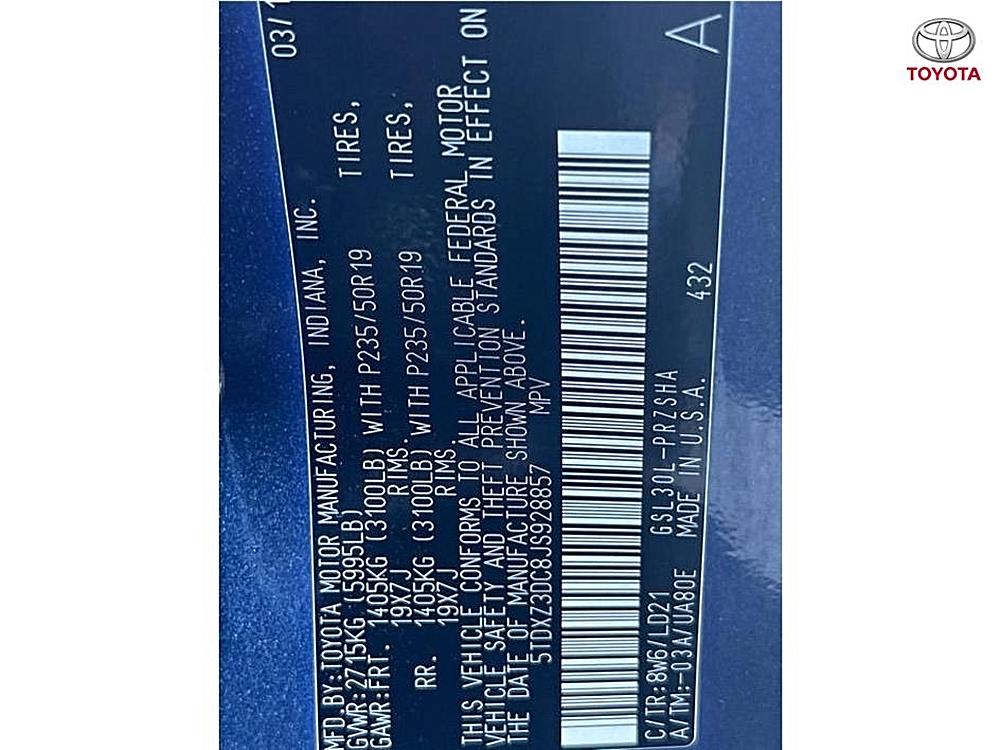 03/1
MFD.BY:TOYOTA MOTOR MANUFACTURING, INDIANA, INC.
GVWR:2715KG (5995LB)
GAWR:FRT. 1405KG (3100LB) WITH P235/50R19 TIRES,
19X7J RIMS.
RR. 1405KG (3100LB) WITH P235/50R19 TIRES,
19X7J RIMS.
THIS VEHICLE CONFORMS TO ALL APPLICABLE FEDERAL MOTOR
VEHICLE SAFETY AND THEFT PREVENTION STANDARDS IN EFFECT ON
THE DATE OF MANUFACTURE SHOWN ABOVE.
5TDXZ3DC8JS928857 MPV
C/TR:8W6/LD21 GSL30L-PRZSHA
A/TM:-03A/UA80E MADE IN U.S.A. 432 A
TOYOTA